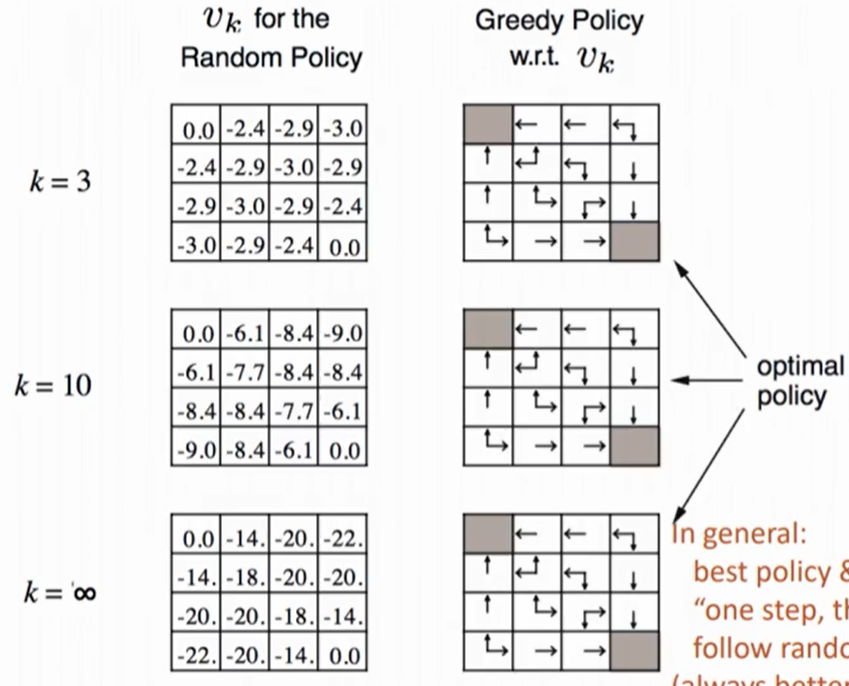 𝑣k for the
Random Policy
Greedy Policy
w.r.t. 𝑣k
k = 3
0.0 -2.4 -2.9 -3.0
-2.4 -2.9 -3.0 -2.9
-2.9 -3.0 -2.9 -2.4
-3.0 -2.9 -2.4 0.0
k = 10
0.0 -6.1 -8.4 -9.0
-6.1 -7.7 -8.4 -8.4
-8.4 -8.4 -7.7 -6.1
-9.0 -8.4 -6.1 0.0
optimal
policy
k = ∞
0.0 -14. -20. -22.
-14. -18. -20. -20.
-20. -20. -18. -14.
-22. -20. -14. 0.0
In general:
best policy &
"one step, th
follow rando
(always better